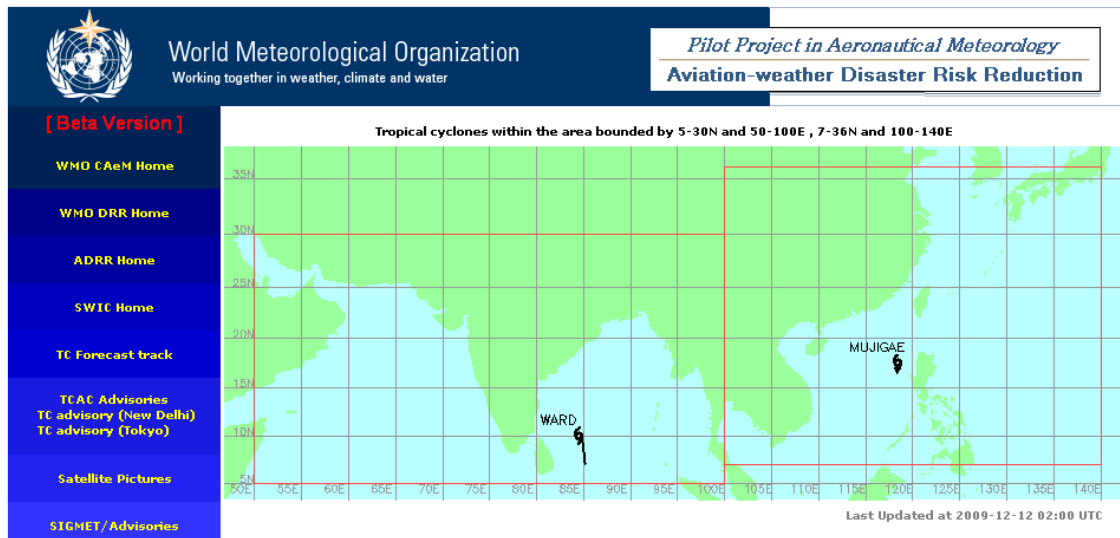 World Meteorological Organization
Working together in weather, climate and water
Pilot Project in Aeronautical Meteorology
Aviation-weather Disaster Risk Reduction
[ Beta Version ]
WMO CAeM Home
WMO DRR Home
ADRR Home
SWIC Home
TC Forecast track
TCAC Advisories
TC advisory (New Delhi)
TC advisory (Tokyo)
Satellite Pictures
SIGMET/Advisories
Tropical cyclones within the area bounded by 5-30N and 50-100E , 7-36N and 100-140E
35N
30N
25N
20N
MUJIGAE
15N
WARD
10N
5N
50E 55E 60E 65E 70E 75E 80E 85E 90E 95E 100E 105E 110E 115E 120E 125E 130E 135E 140E
Last Updated at 2009-12-12 02:00 UTC